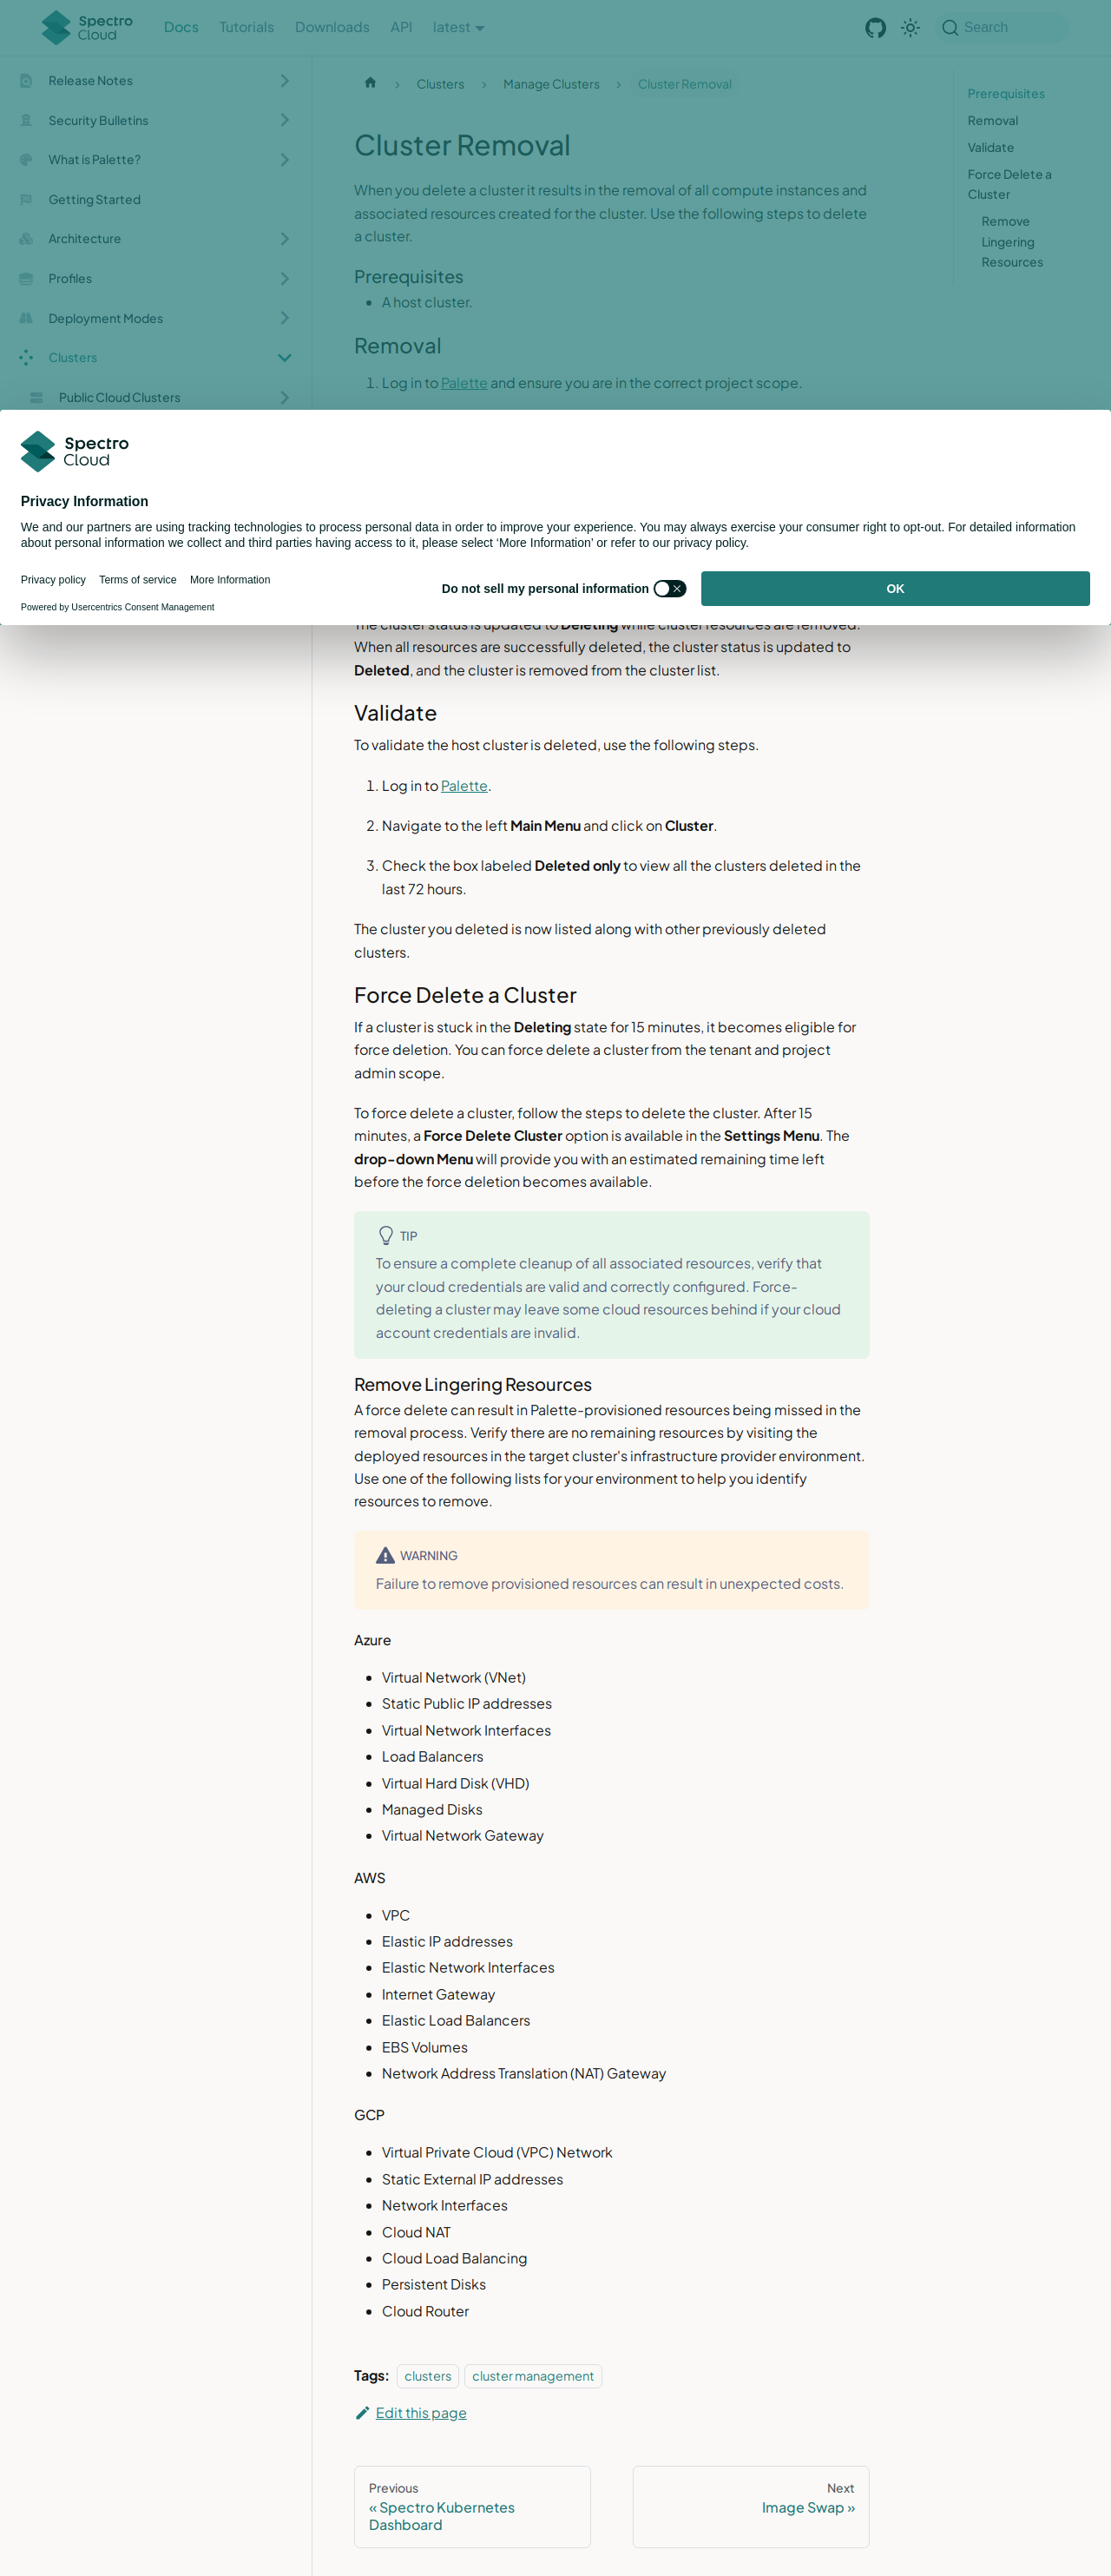 Spectro
Cloud
Docs
Tutorials
Downloads
API
latest
Search
Release Notes
Security Bulletins
What is Palette?
Getting Started
Architecture
Profiles
Deployment Modes
Clusters
Public Cloud Clusters
Clusters
Manage Clusters
Cluster Removal
Cluster Removal
When you delete a cluster it results in the removal of all compute instances and
associated resources created for the cluster. Use the following steps to delete
a cluster.
Prerequisites
• A host cluster.
Removal
1. Log in to Palette and ensure you are in the correct project scope.
Prerequisites
Removal
Validate
Force Delete a
Cluster
Remove
Lingering
Resources
Spectro
Cloud
Privacy Information
We and our partners are using tracking technologies to process personal data in order to improve your experience. You may always exercise your consumer right to opt-out. For detailed information
about personal information we collect and third parties having access to it, please select ‘More Information’ or refer to our privacy policy.
Privacy policy
Terms of service
More Information
Powered by Usercentrics Consent Management
Do not sell my personal information
OK
The cluster status is updated to Deleting while cluster resources are removed.
When all resources are successfully deleted, the cluster status is updated to
Deleted, and the cluster is removed from the cluster list.
Validate
To validate the host cluster is deleted, use the following steps.
1. Log in to Palette.
2. Navigate to the left Main Menu and click on Cluster.
3. Check the box labeled Deleted only to view all the clusters deleted in the
last 72 hours.
The cluster you deleted is now listed along with other previously deleted
clusters.
Force Delete a Cluster
If a cluster is stuck in the Deleting state for 15 minutes, it becomes eligible for
force deletion. You can force delete a cluster from the tenant and project
admin scope.
To force delete a cluster, follow the steps to delete the cluster. After 15
minutes, a Force Delete Cluster option is available in the Settings Menu. The
drop-down Menu will provide you with an estimated remaining time left
before the force deletion becomes available.
TIP
To ensure a complete cleanup of all associated resources, verify that
your cloud credentials are valid and correctly configured. Force-
deleting a cluster may leave some cloud resources behind if your cloud
account credentials are invalid.
Remove Lingering Resources
A force delete can result in Palette-provisioned resources being missed in the
removal process. Verify there are no remaining resources by visiting the
deployed resources in the target cluster's infrastructure provider environment.
Use one of the following lists for your environment to help you identify
resources to remove.
WARNING
Failure to remove provisioned resources can result in unexpected costs.
Azure
• Virtual Network (VNet)
• Static Public IP addresses
• Virtual Network Interfaces
• Load Balancers
• Virtual Hard Disk (VHD)
• Managed Disks
• Virtual Network Gateway
AWS
• VPC
• Elastic IP addresses
• Elastic Network Interfaces
• Internet Gateway
• Elastic Load Balancers
• EBS Volumes
• Network Address Translation (NAT) Gateway
GCP
• Virtual Private Cloud (VPC) Network
• Static External IP addresses
• Network Interfaces
• Cloud NAT
• Cloud Load Balancing
• Persistent Disks
• Cloud Router
Tags: clusters cluster management
Edit this page
Previous
« Spectro Kubernetes
Dashboard
Next
Image Swap »